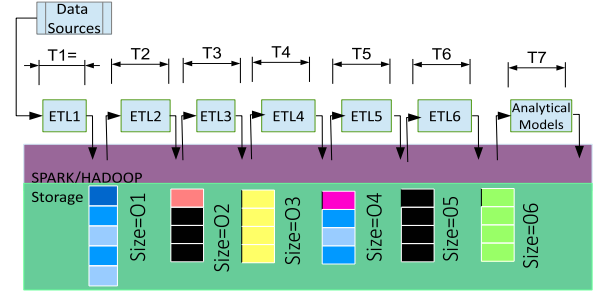 Data
Sources
T1=
T2
T3
T4
T5
T6
T7
ETL1
ETL2
ETL3
ETL4
ETL5
ETL6
Analytical
Models
SPARK/HADOOP
Storage
Size=O1
Size=O2
Size=O3
Size=O4
Size=05
Size=06